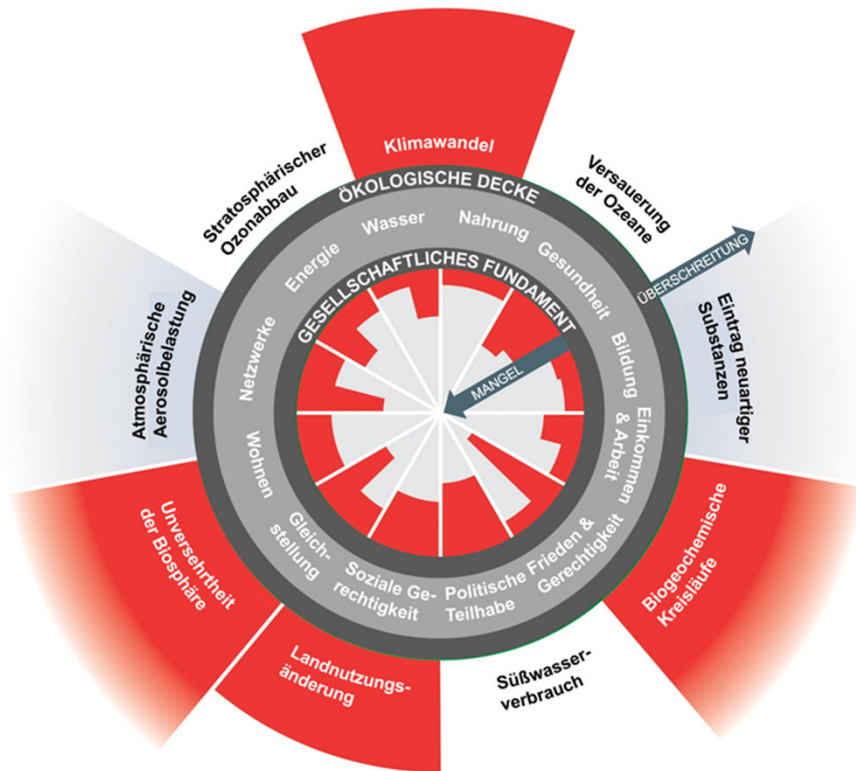 Klimawandel
Versauerung
der Ozeane
ÜBERSCHREITUNG
Eintrag neuartiger
Substanzen
Biogeochemische
Kreisläufe
Süßwasser-
verbrauch
Landnutzungs-
änderung
Unversehrtheit
der Biosphäre
Atmosphärische
Aerosolbelastung
Stratosphärischer
Ozonabbau
ÖKOLOGISCHE DECKE
Wasser
Nahrung
Gesundheit
Bildung
Einkommen
& Arbeit
Frieden &
Gerechtigkeit
Politische
Teilhabe
Soziale Ge-
rechtigkeit
Gleich-
stellung
Wohnen
Netzwerke
Energie
GESELLSCHAFTLICHES FUNDAMENT
MANGEL